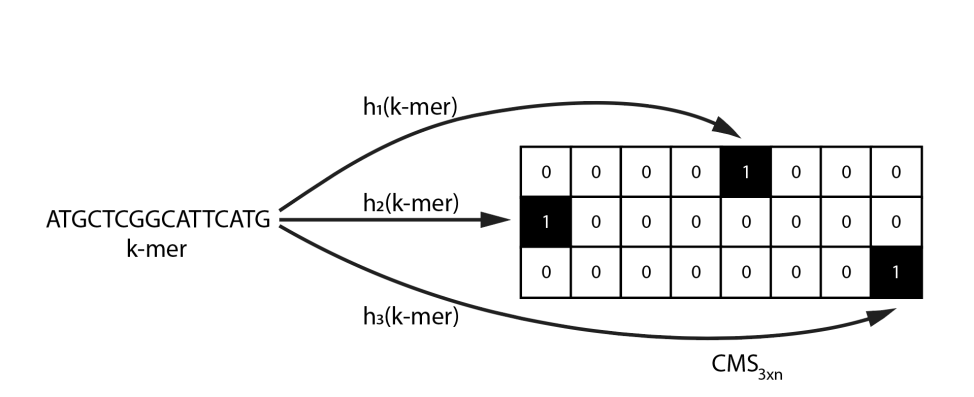 h₁(k-mer)
0 0 0 0 1 0 0 0
ATGCTCGGCATTCATG
h₂(k-mer)
1 0 0 0 0 0 0 0
k-mer
0 0 0 0 0 0 0 1
h₃(k-mer)
CMS₃ₓₙ